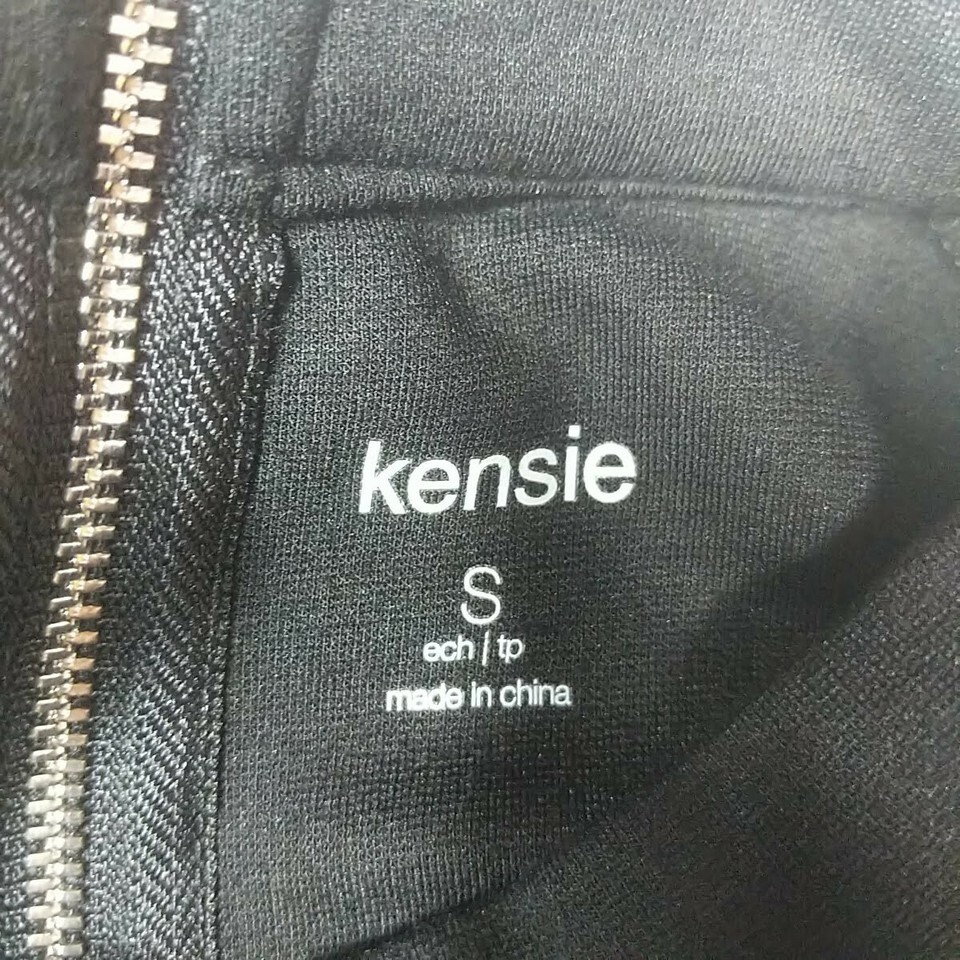 kensie
S
ech / tp
made in china